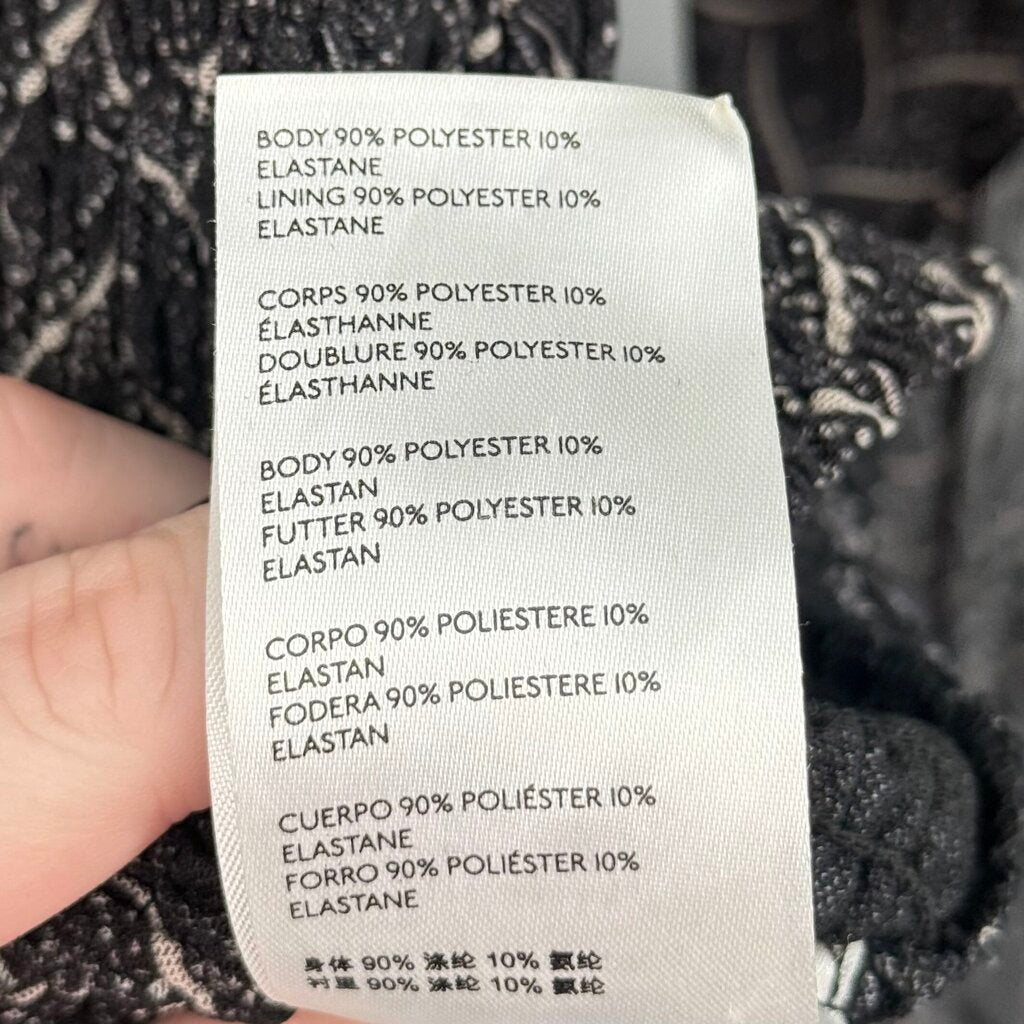 BODY 90% POLYESTER 10%
ELASTANE
LINING 90% POLYESTER 10%
ELASTANE
CORPS 90% POLYESTER 10%
ÉLASTHANNE
DOUBLURE 90% POLYESTER 10%
ÉLASTHANNE
BODY 90% POLYESTER 10%
ELASTAN
FUTTER 90% POLYESTER 10%
ELASTAN
CORPO 90% POLIESTERE 10%
ELASTAN
FODERA 90% POLIESTERE 10%
ELASTAN
CUERPO 90% POLIÉSTER 10%
ELASTANE
FORRO 90% POLIÉSTER 10%
ELASTANE
身体 90% 涤纶 10% 氨纶
衬里 90% 涤纶 10% 氨纶